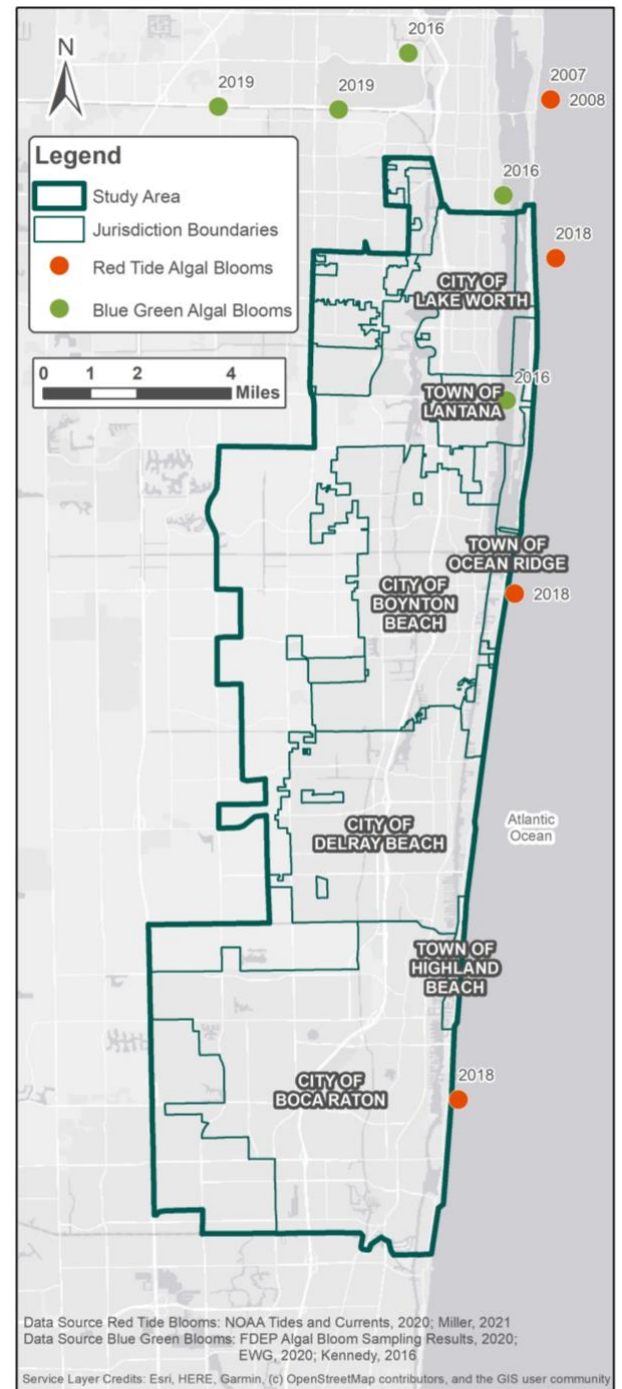 2016
N
2007
2019
2019
2008
Legend
Study Area
2016
Jurisdiction Boundaries
2018
Red Tide Algal Blooms
Blue Green Algal Blooms
CITY OF
LAKE WORTH
0 1 2 4
Miles
2016
TOWN OF
LANTANA
TOWN OF
OCEAN RIDGE
CITY OF
BOYNTON
BEACH
2018
Atlantic
Ocean
CITY OF
DELRAY BEACH
TOWN OF
HIGHLAND
BEACH
CITY OF
BOCA RATON
2018
Data Source Red Tide Blooms: NOAA Tides and Currents, 2020; Miller, 2021
Data Source Blue Green Blooms: FDEP Algal Bloom Sampling Results, 2020;
EWG, 2020; Kennedy, 2016
Service Layer Credits: Esri, HERE, Garmin, (c) OpenStreetMap contributors, and the GIS user community